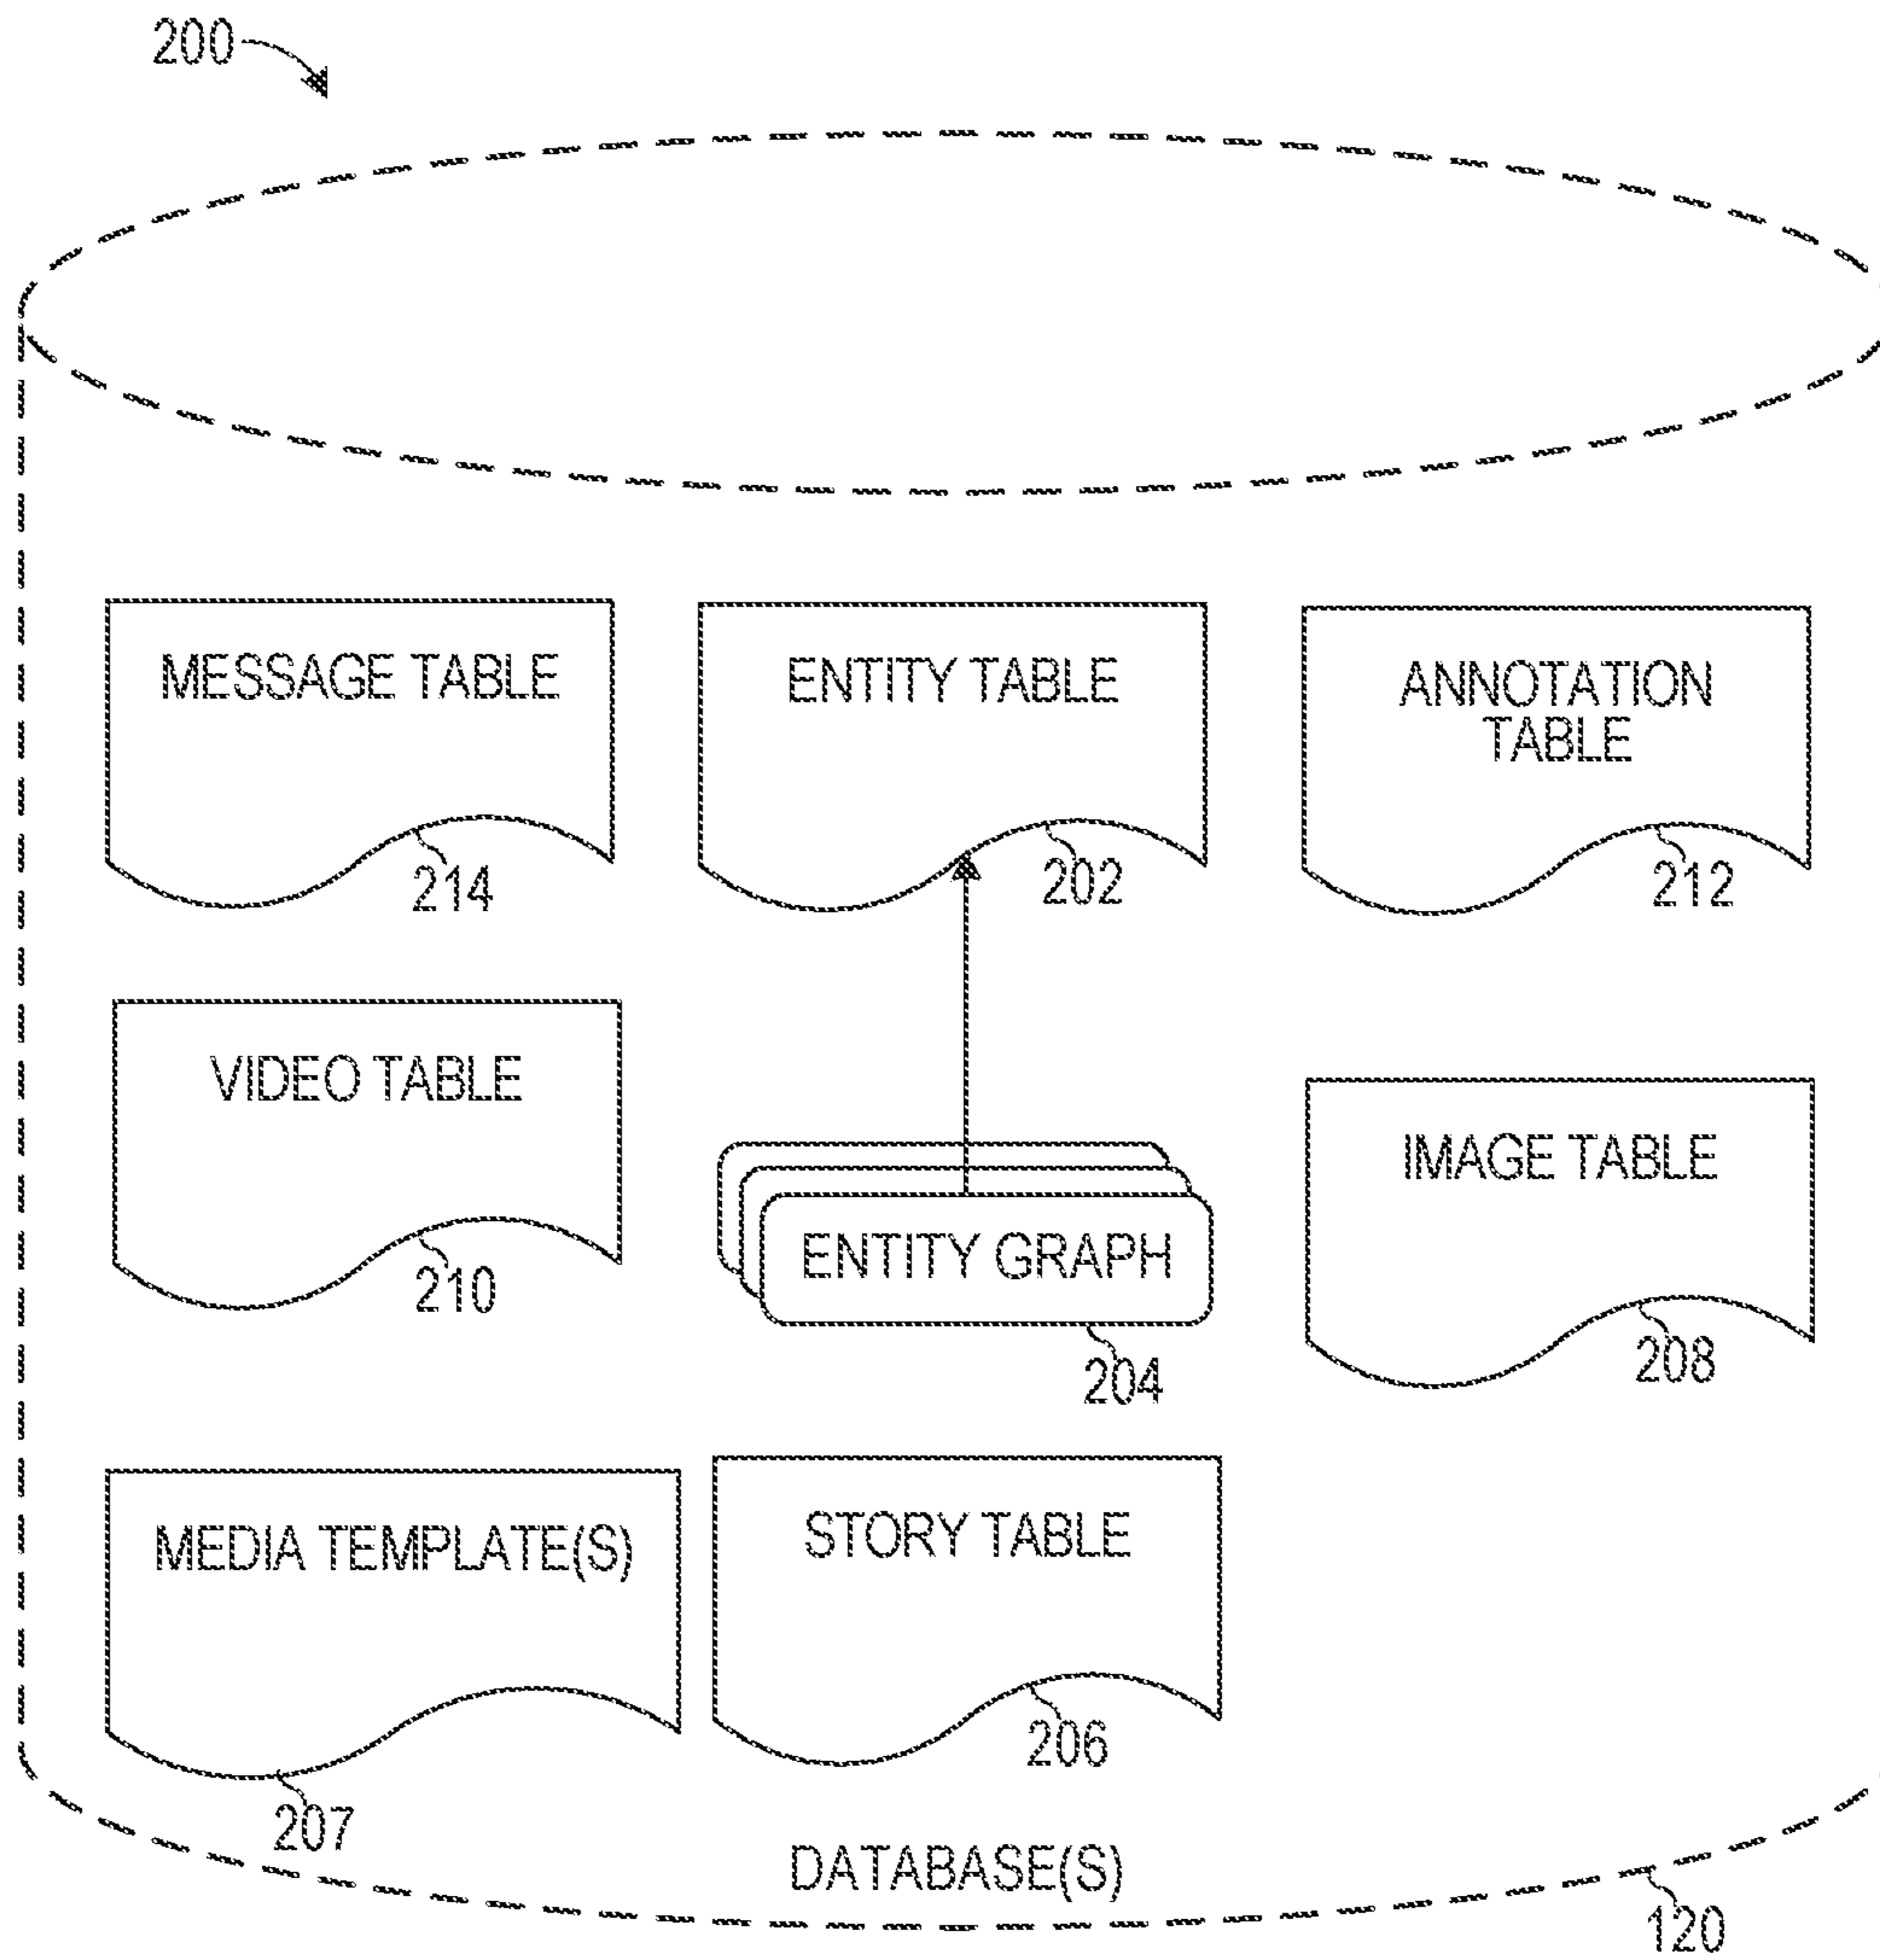 200
MESSAGE TABLE
214
ENTITY TABLE
202
ANNOTATION
TABLE
212
VIDEO TABLE
210
ENTITY GRAPH
204
IMAGE TABLE
208
MEDIA TEMPLATE(S)
207
STORY TABLE
206
DATABASE(S)
120